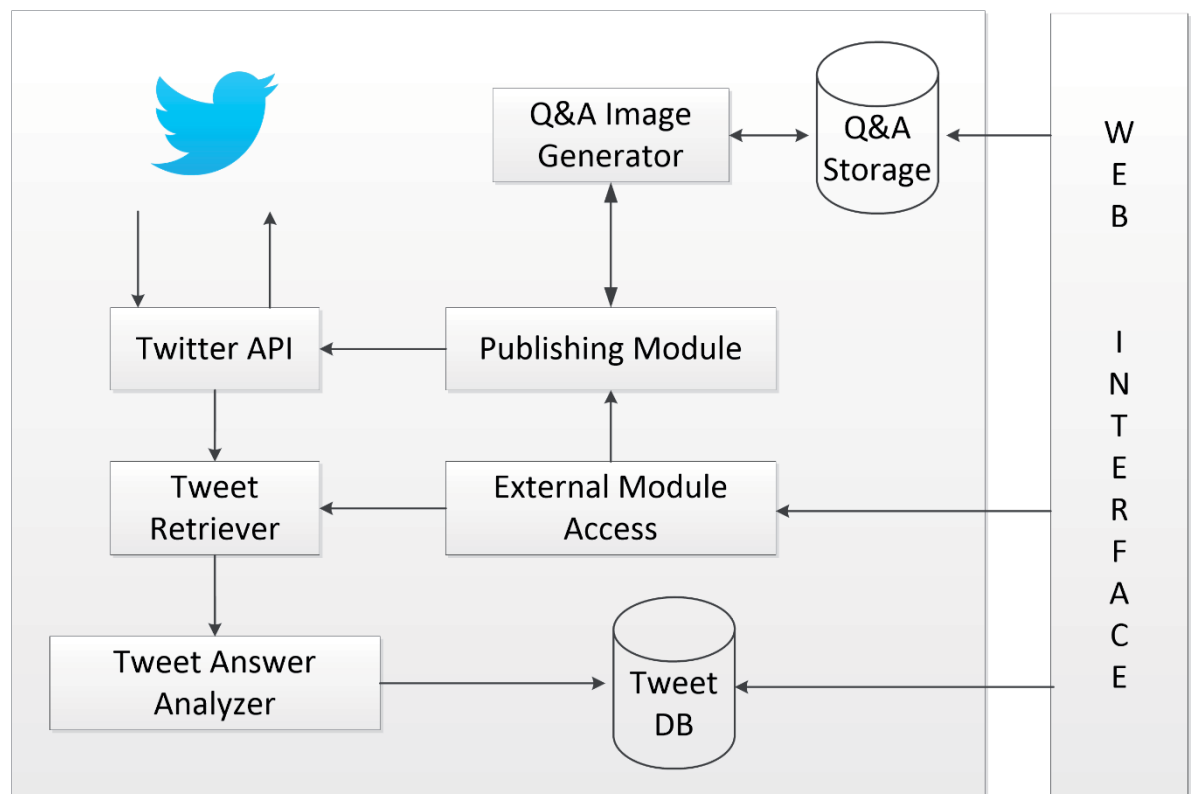 Q&A Image
Generator
Q&A
Storage
Twitter API
Publishing Module
Tweet
Retriever
External Module
Access
Tweet Answer
Analyzer
Tweet
DB
W
E
B
I
N
T
E
R
F
A
C
E